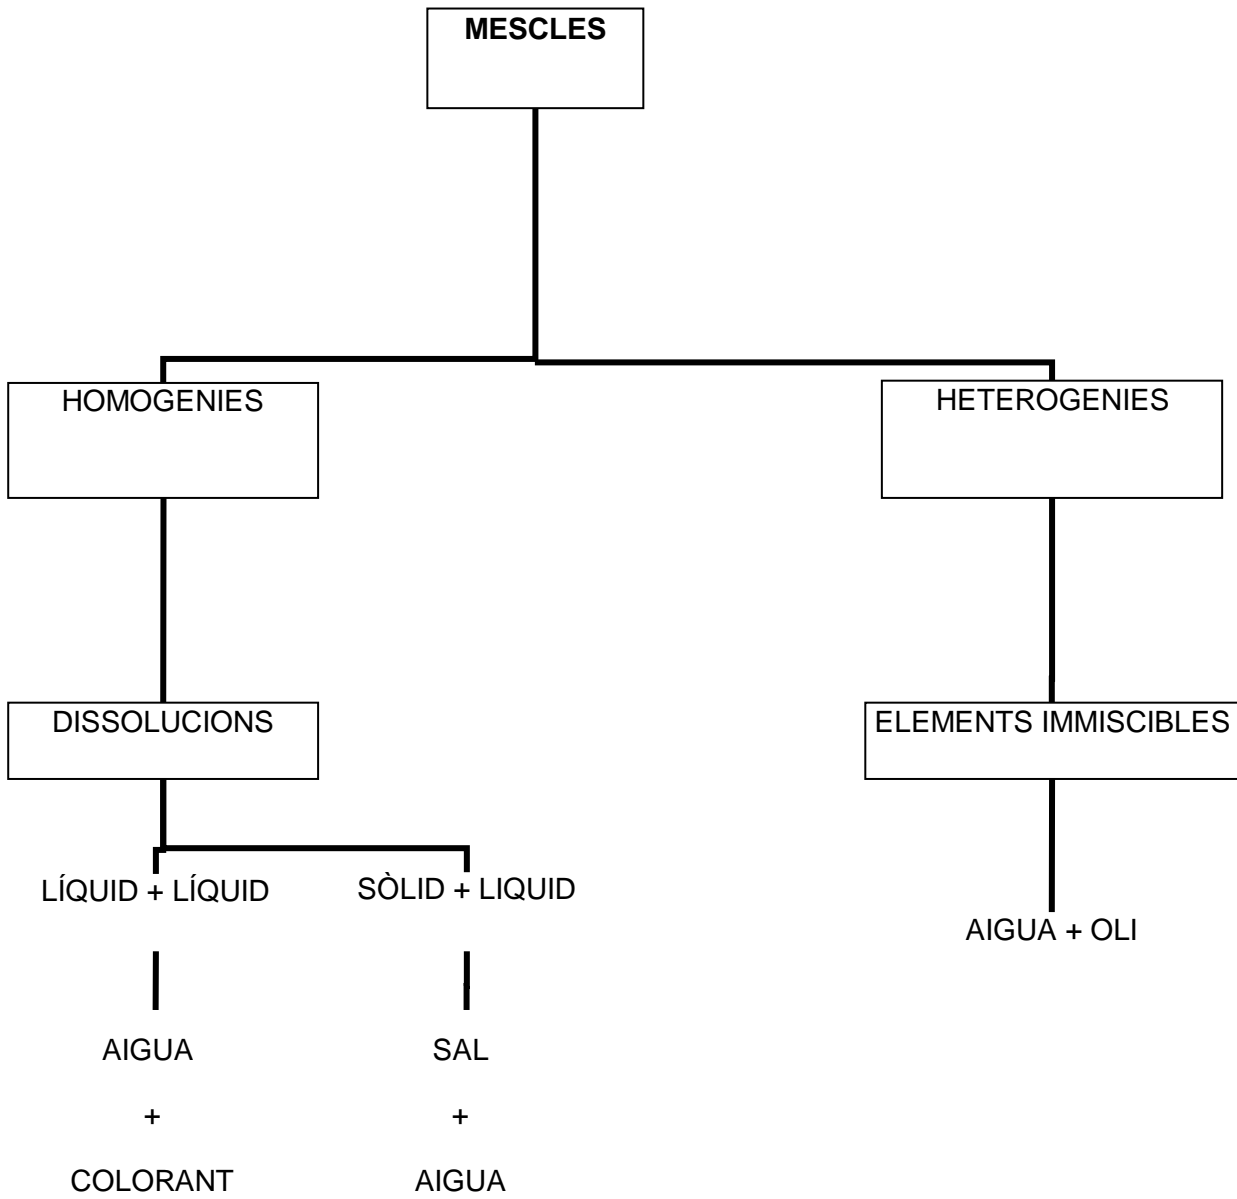 MESCLES
HOMOGENIES
HETEROGENIES
DISSOLUCIONS
ELEMENTS IMMISCIBLES
LÍQUID + LÍQUID
SÒLID + LIQUID
AIGUA + OLI
AIGUA
+
COLORANT
SAL
+
AIGUA